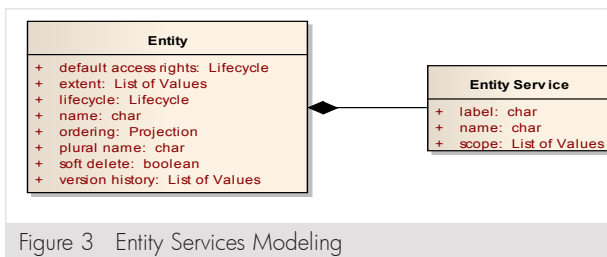 Entity
+ default access rights: Lifecycle
+ extent: List of Values
+ lifecycle: Lifecycle
+ name: char
+ ordering: Projection
+ plural name: char
+ soft delete: boolean
+ version history: List of Values
Entity Service
+ label: char
+ name: char
+ scope: List of Values
Figure 3 Entity Services Modeling